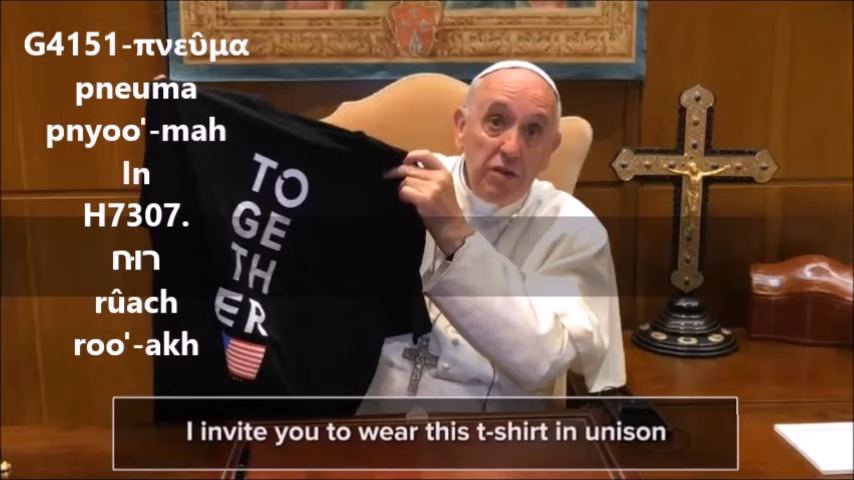 G4151-πνεῦμα
pneuma
pnyoo'-mah
In
H7307.
רוּח
rûach
roo'-akh
TO
GE
TH
ER
I invite you to wear this t-shirt in unison